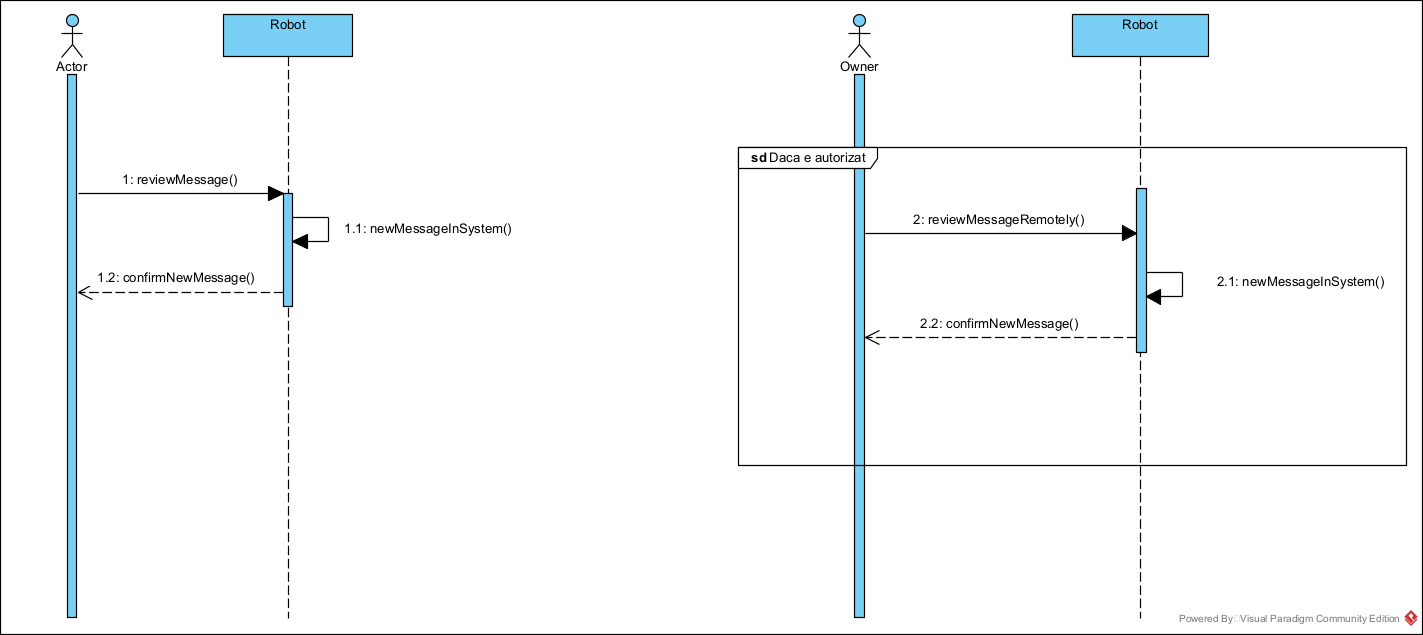 Robot
Actor
1: reviewMessage()
1.1: newMessageInSystem()
1.2: confirmNewMessage()
Robot
Owner
sd Daca e autorizat
2: reviewMessageRemotely()
2.1: newMessageInSystem()
2.2: confirmNewMessage()
Powered By Visual Paradigm Community Edition